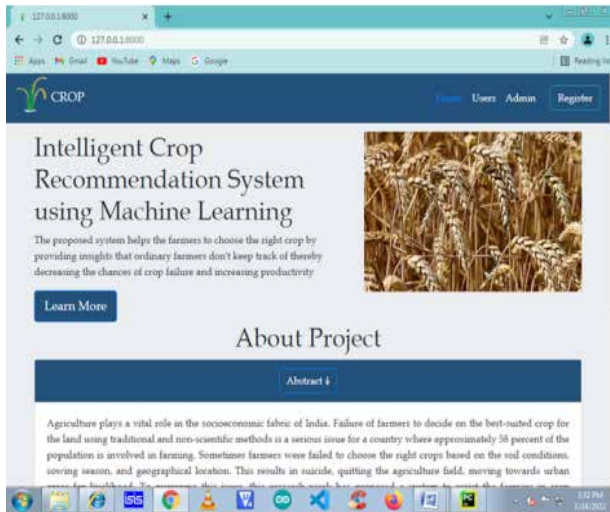 127.0.0.1:8000
127.0.0.1:8000
Apps Gmail YouTube Maps Google Reading list
CROP Home Users Admin Register
Intelligent Crop
Recommendation System
using Machine Learning
The proposed system helps the farmers to choose the right crop by
providing insights that ordinary farmers don't keep track of thereby
decreasing the chances of crop failure and increasing productivity
Learn More
About Project
Abstract ↓
Agriculture plays a vital role in the socioeconomic fabric of India. Failure of farmers to decide on the best-suited crop for
the land using traditional and non-scientific methods is a serious issue for a country where approximately 58 percent of the
population is involved in farming. Sometimes farmers were failed to choose the right crops based on the soil conditions,
sowing season, and geographical location. This results in suicide, quitting the agriculture field, moving towards urban
3:32 PM